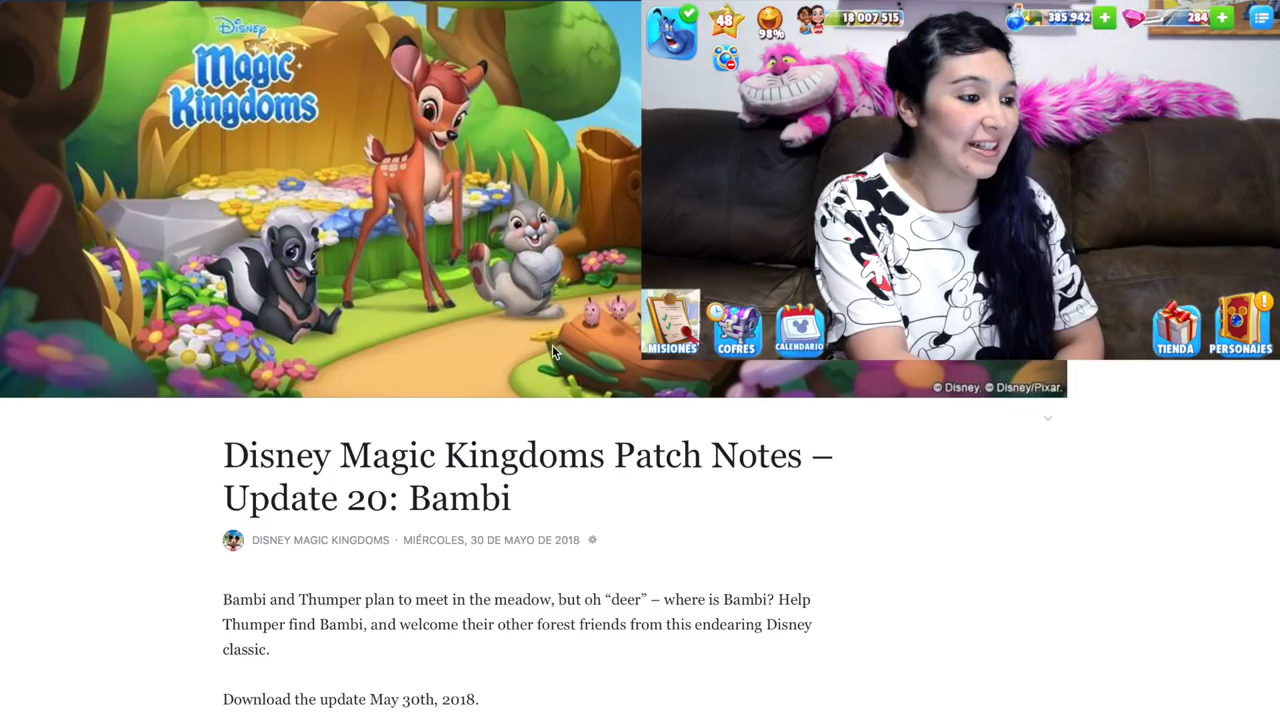 Disney
Magic
Kingdoms
48
98%
18 007 515
385 942
284
MISIONES
COFRES
CALENDARIO
TIENDA
PERSONAJES
© Disney © Disney/Pixar.
Disney Magic Kingdoms Patch Notes –
Update 20: Bambi
DISNEY MAGIC KINGDOMS · MIÉRCOLES, 30 DE MAYO DE 2018
Bambi and Thumper plan to meet in the meadow, but oh “deer” – where is Bambi? Help
Thumper find Bambi, and welcome their other forest friends from this endearing Disney
classic.
Download the update May 30th, 2018.